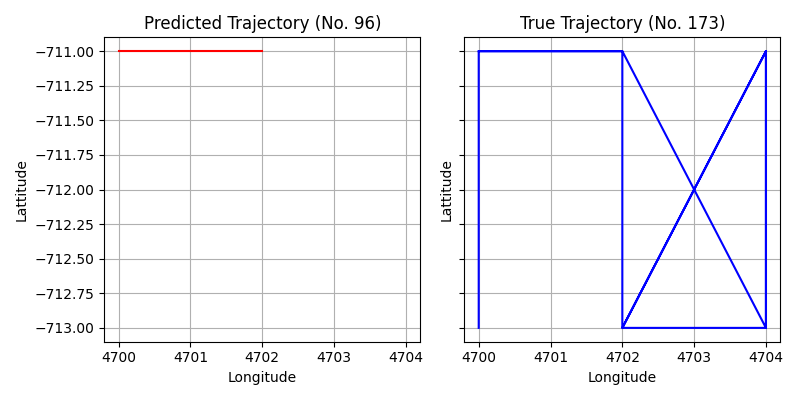 Predicted Trajectory (No. 96)
True Trajectory (No. 173)
−711.00
−711.25
−711.50
−711.75
−712.00
−712.25
−712.50
−712.75
−713.00
Lattitude
Lattitude
4700 4701 4702 4703 4704
4700 4701 4702 4703 4704
Longitude
Longitude